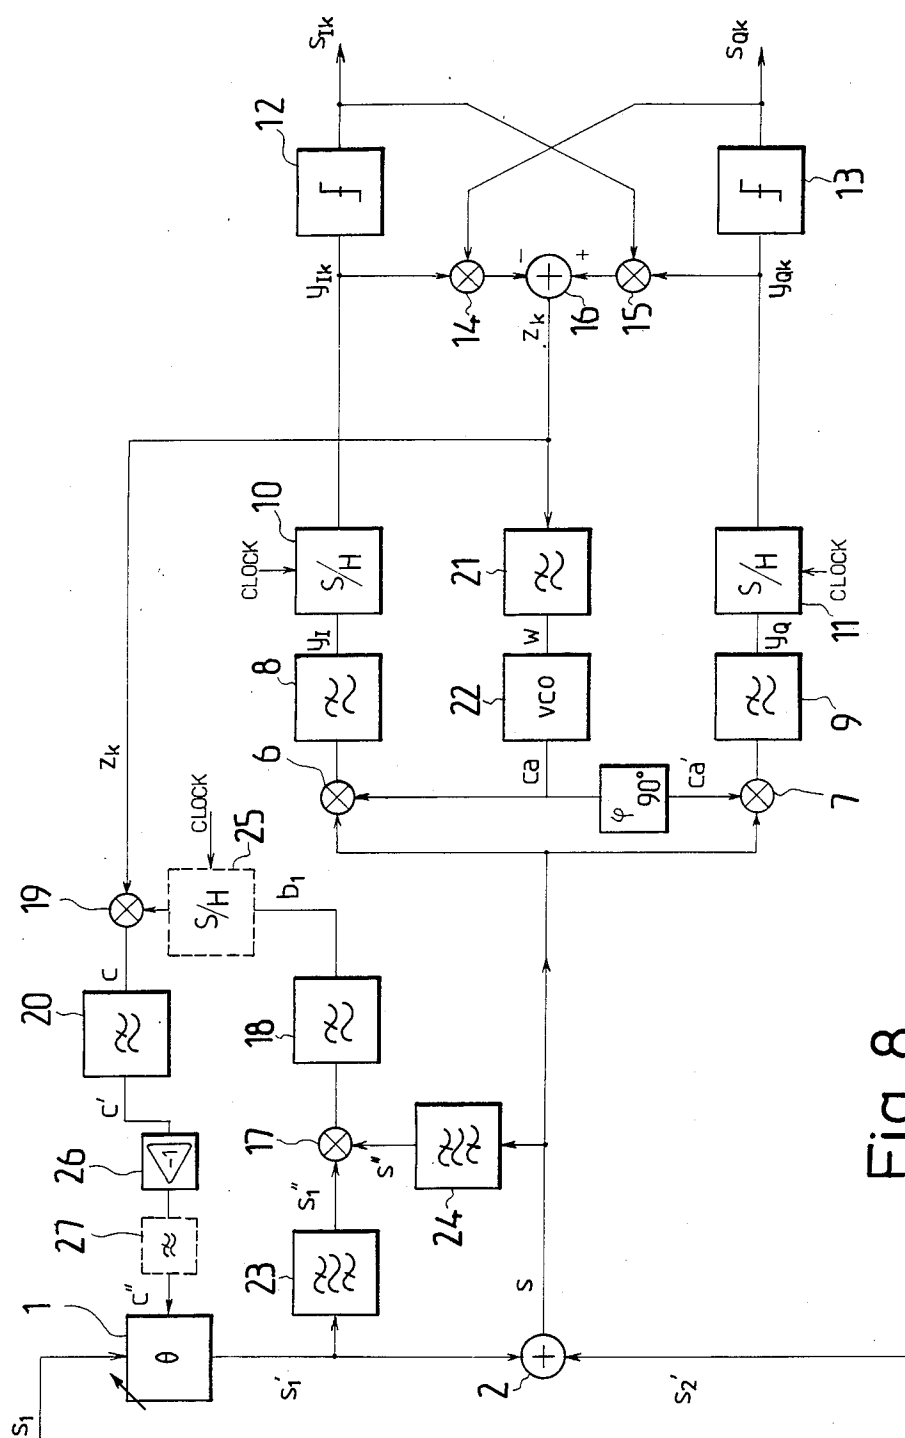 s1
1
θ
c"
27
26
-1
c'
20
c
19
zk
s1'
23
s1"
17
18
b1
S/H
25
CLOCK
s"
24
2
s
s2'
6
8
yI
10
S/H
CLOCK
yIk
12
sIk
ca
22
VCO
w
21
zk
14
16
15
-
+
+
φ
90°
ca'
7
9
yQ
11
S/H
CLOCK
yQk
13
sQk
+
Fig. 8